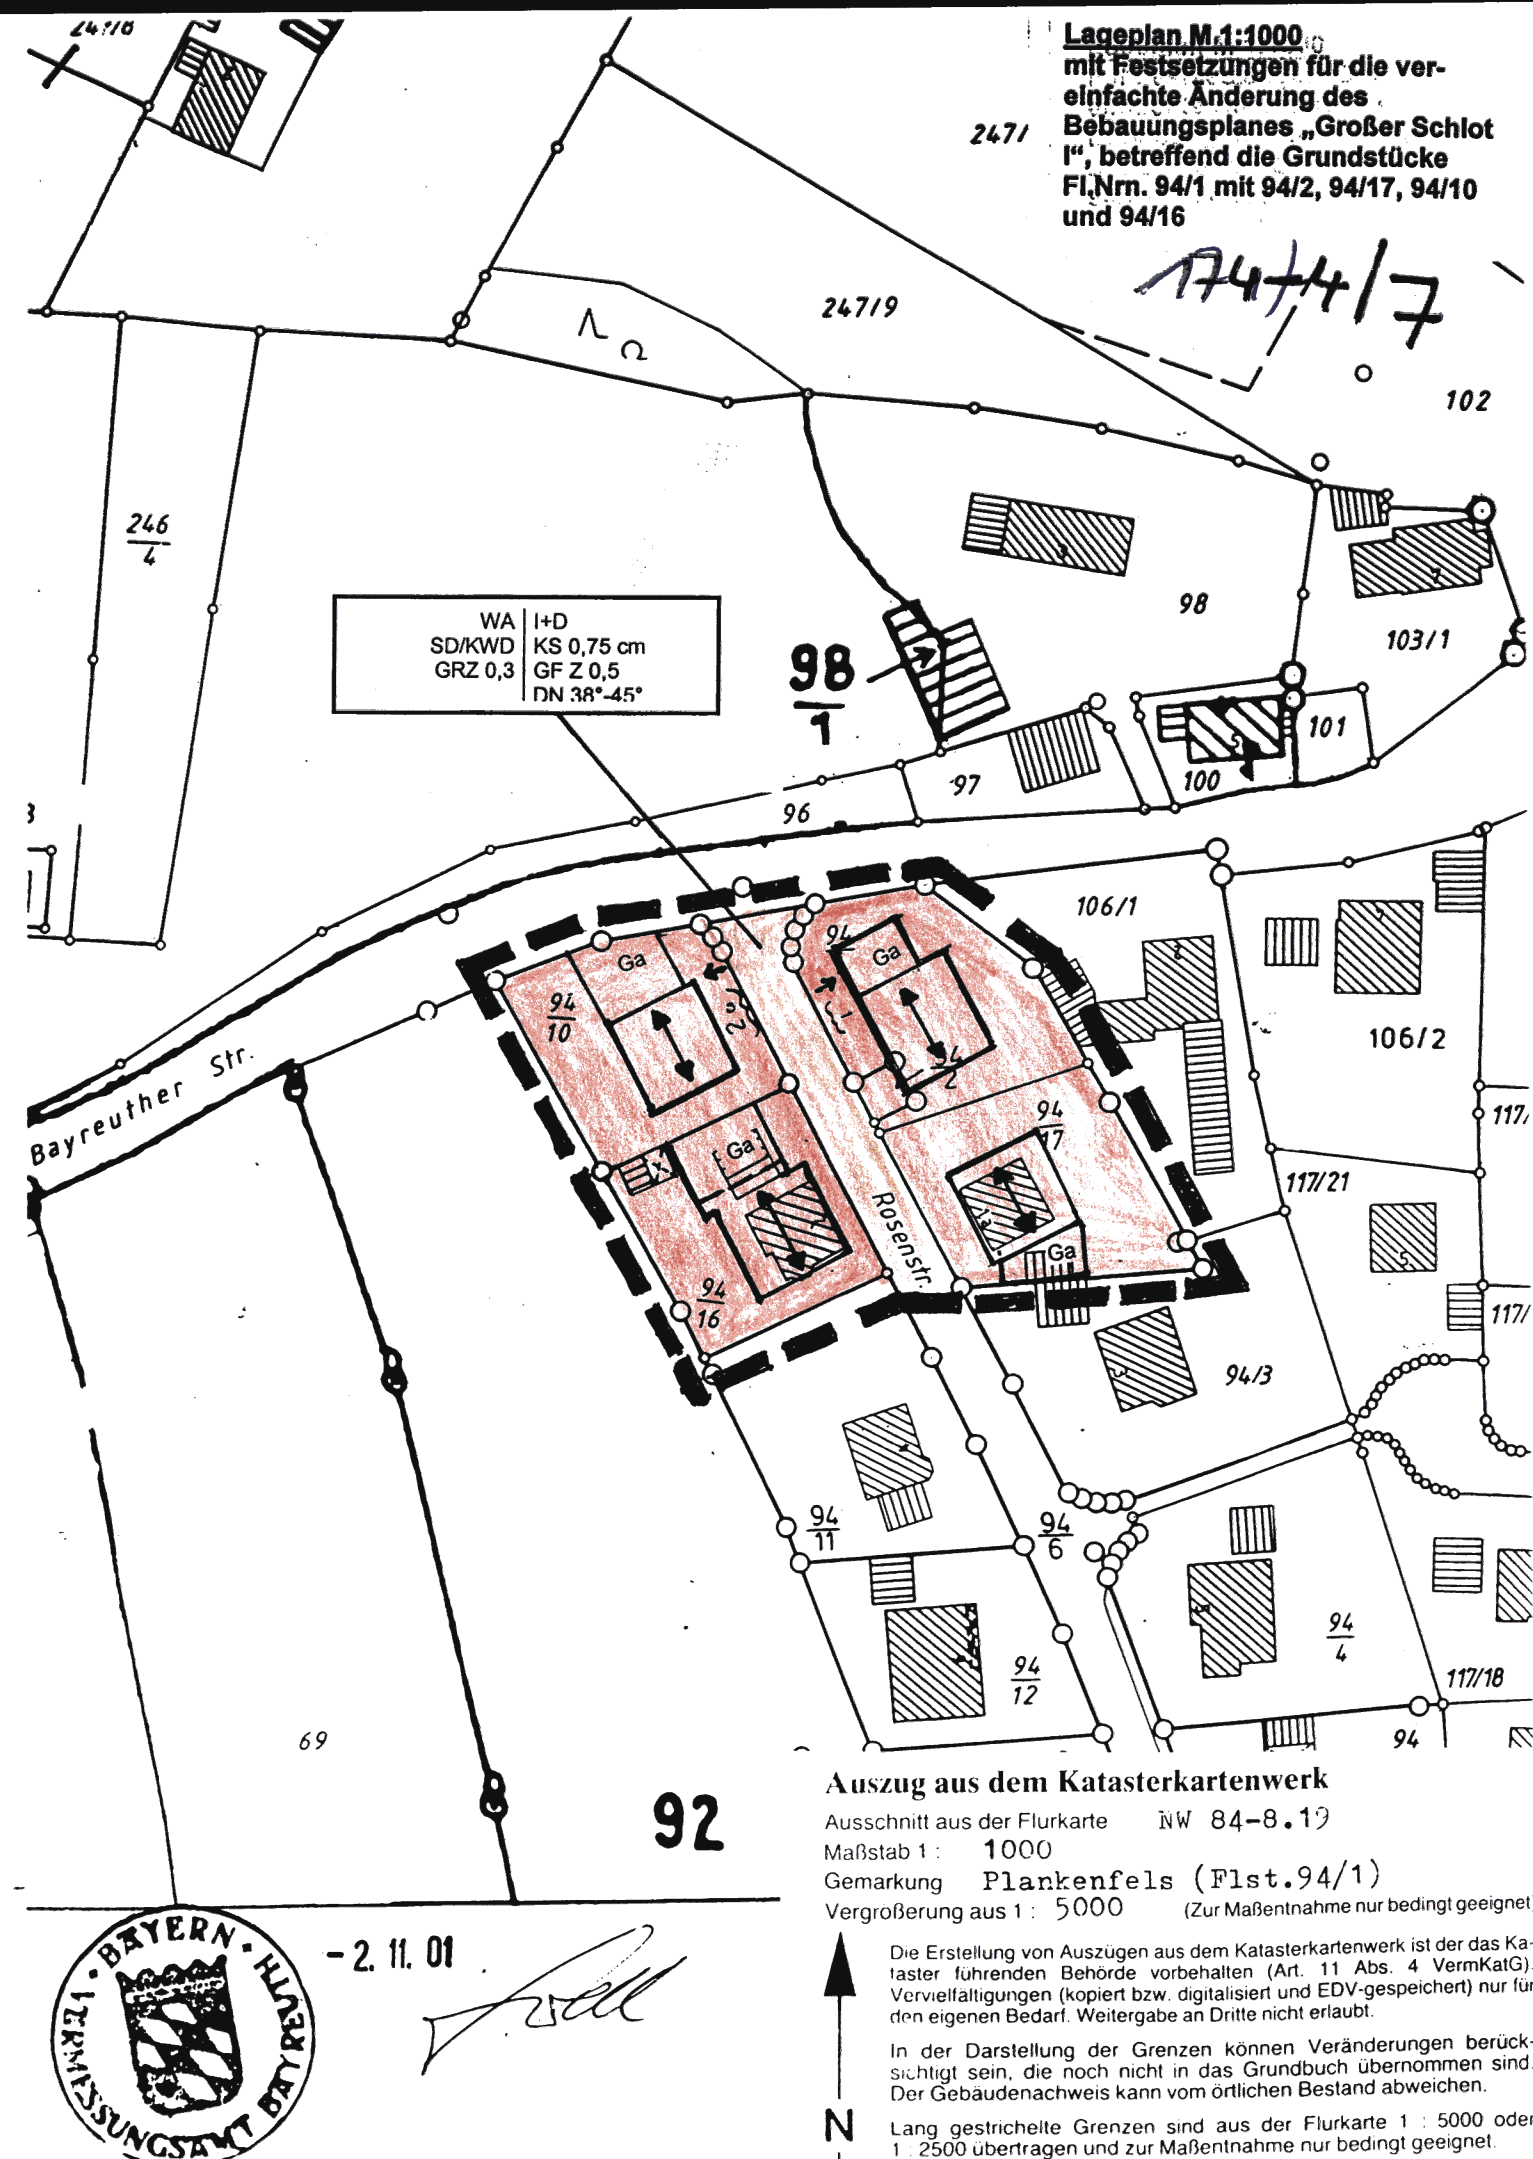 247/8
Lageplan M.1:1000
mit Festsetzungen für die ver-
einfachte Änderung des
Bebauungsplanes „Großer Schlot
I“, betreffend die Grundstücke
Fl.Nrn. 94/1 mit 94/2, 94/17, 94/10
und 94/16
247/
174/4/7
247/9
102
246
4
98
103/1
WA I+D
SD/KWD KS 0,75 cm
GRZ 0,3 GF Z 0,5
DN 38°-45°
98
1
101
100
97
96
106/1
94
Ga
Ga
94
10
94
2
106/2
Bayreuther Str.
94
17
117/
Ga
117/21
Rosenstr.
Ga
94
16
117/
94/3
94
11
94
6
94
12
94
4
117/18
94
69
92
Auszug aus dem Katasterkartenwerk
Ausschnitt aus der Flurkarte NW 84-8.19
Maßstab 1 : 1000
Gemarkung Plankenfels (Flst.94/1)
Vergrößerung aus 1 : 5000 (Zur Maßentnahme nur bedingt geeignet)
Die Erstellung von Auszügen aus dem Katasterkartenwerk ist der das Ka-
taster führenden Behörde vorbehalten (Art. 11 Abs. 4 VermKatG).
Vervielfältigungen (kopiert bzw. digitalisiert und EDV-gespeichert) nur für
den eigenen Bedarf. Weitergabe an Dritte nicht erlaubt.
In der Darstellung der Grenzen können Veränderungen berück-
sichtigt sein, die noch nicht in das Grundbuch übernommen sind.
Der Gebäudenachweis kann vom örtlichen Bestand abweichen.
Lang gestrichelte Grenzen sind aus der Flurkarte 1 : 5000 oder
1 : 2500 übertragen und zur Maßentnahme nur bedingt geeignet.
N
BAYERN
VERMESSUNGSAMT BAYREUTH
-2. 11. 01